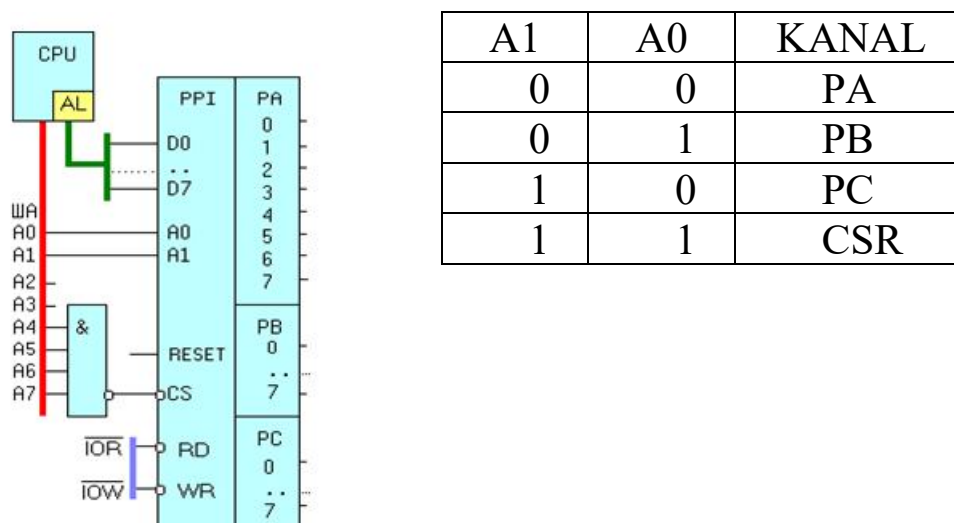 CPU
AL
ША
A0
A1
A2
A3
A4
A5
A6
A7
&
IOR
IOW
PPI
D0
..
D7
A0
A1
RESET
CS
RD
WR
PA
0
1
2
3
4
5
6
7
PB
0
..
7
PC
0
..
7
A1 A0 KANAL
0 0 PA
0 1 PB
1 0 PC
1 1 CSR